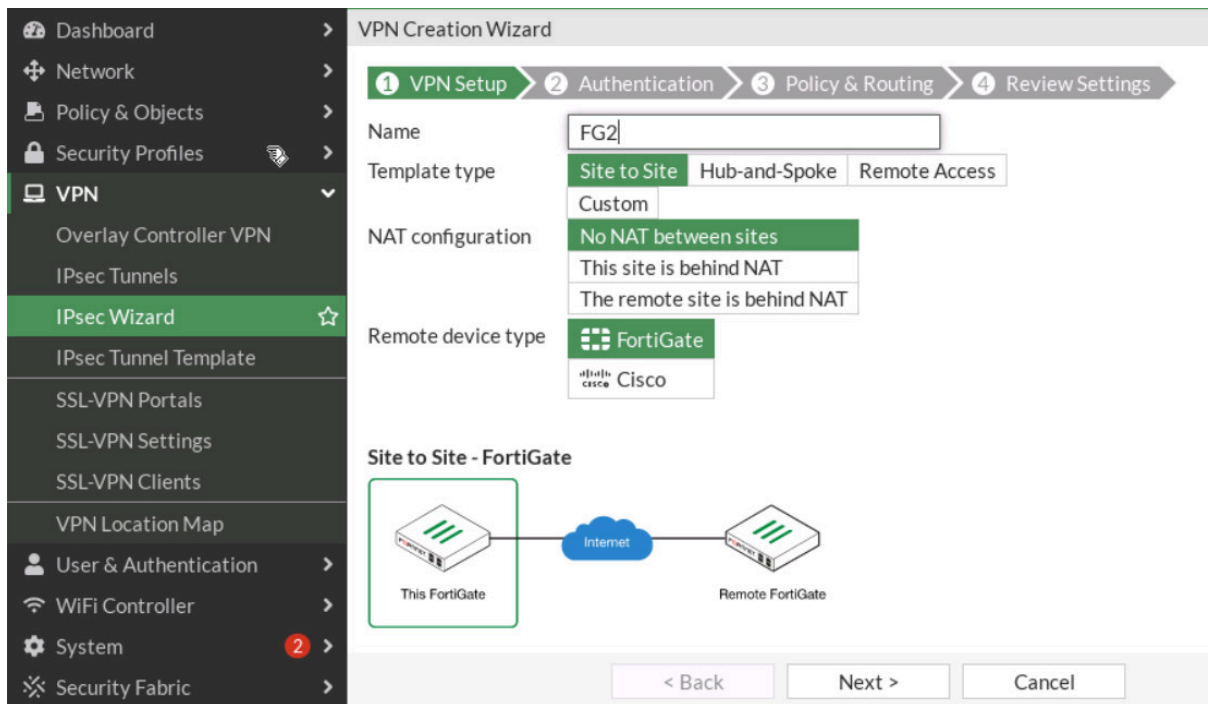 Dashboard
Network
Policy & Objects
Security Profiles
VPN
Overlay Controller VPN
IPsec Tunnels
IPsec Wizard
IPsec Tunnel Template
SSL-VPN Portals
SSL-VPN Settings
SSL-VPN Clients
VPN Location Map
User & Authentication
WiFi Controller
System 2
Security Fabric
VPN Creation Wizard
1 VPN Setup 2 Authentication 3 Policy & Routing 4 Review Settings
Name FG2
Template type Site to Site Hub-and-Spoke Remote Access
Custom
NAT configuration No NAT between sites
This site is behind NAT
The remote site is behind NAT
Remote device type FortiGate
CISCO Cisco
Site to Site - FortiGate
FORTINET Internet FORTINET
This FortiGate Remote FortiGate
< Back Next > Cancel